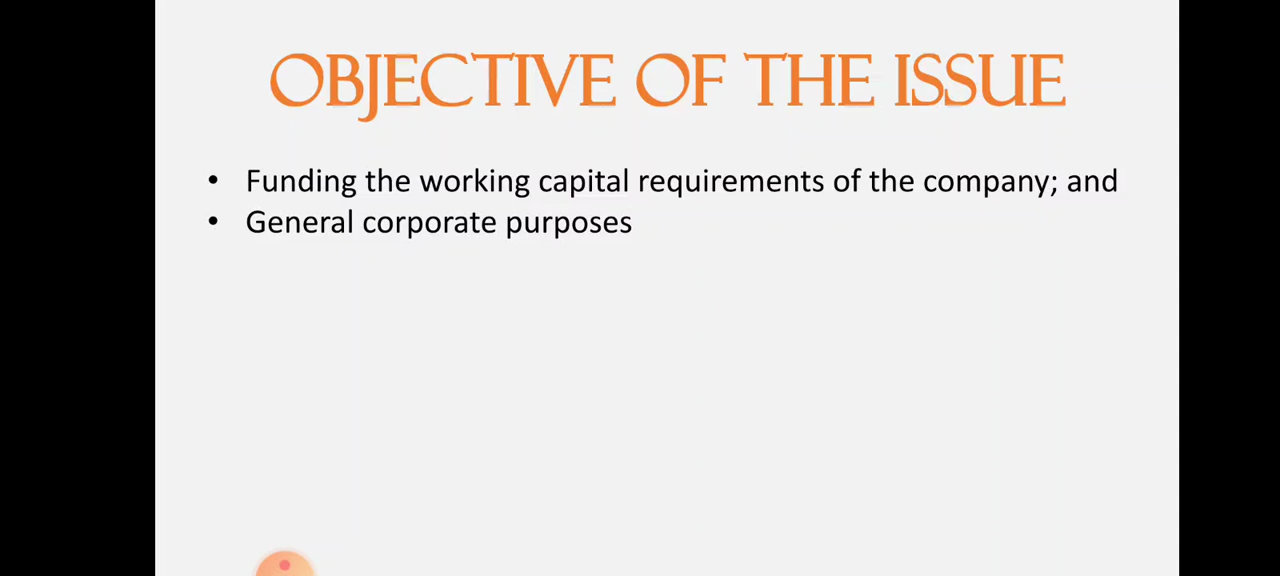 OBJECTIVE OF THE ISSUE
• Funding the working capital requirements of the company; and
• General corporate purposes